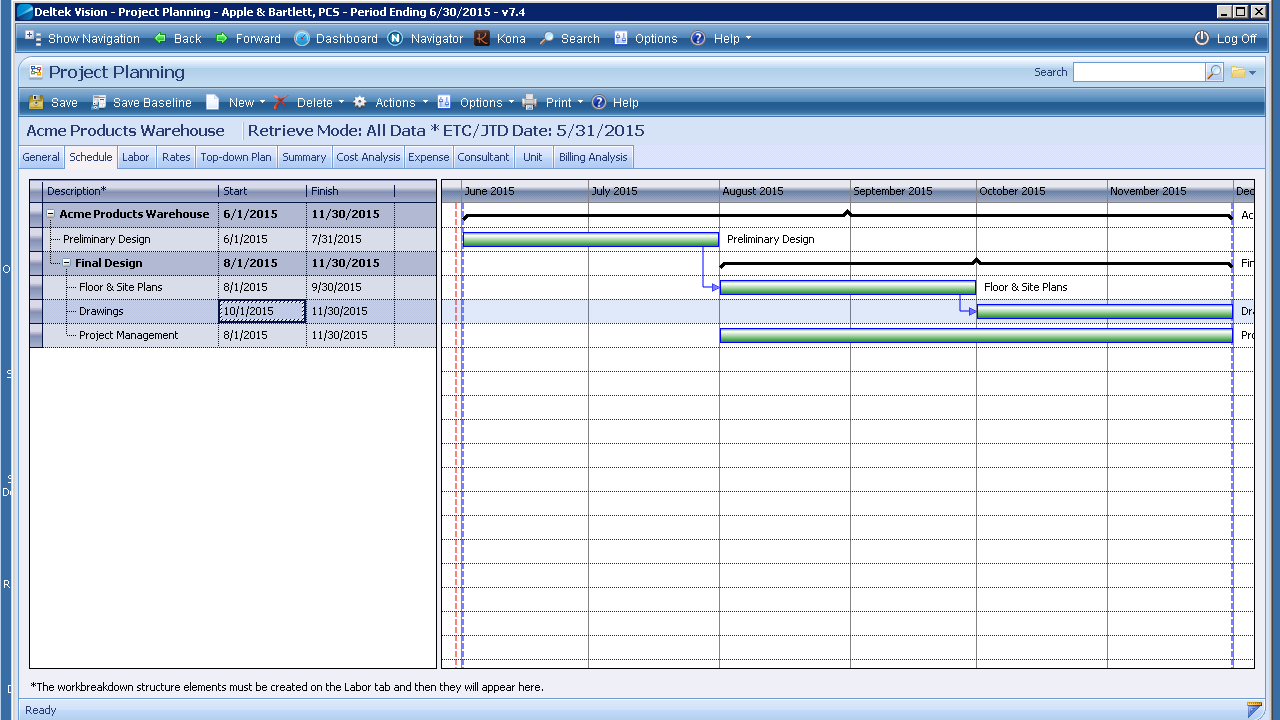 Deltek Vision - Project Planning - Apple & Bartlett, PCS - Period Ending 6/30/2015 - v7.4
Show Navigation Back Forward Dashboard Navigator Kona Search Options Help Log Off
Project Planning Search
Save Save Baseline New Delete Actions Options Print Help
Acme Products Warehouse Retrieve Mode: All Data * ETC/JTD Date: 5/31/2015
General Schedule Labor Rates Top-down Plan Summary Cost Analysis Expense Consultant Unit Billing Analysis
Description* Start Finish June 2015 July 2015 August 2015 September 2015 October 2015 November 2015 Dec
Acme Products Warehouse 6/1/2015 11/30/2015 Ac
Preliminary Design 6/1/2015 7/31/2015 Preliminary Design
Final Design 8/1/2015 11/30/2015 Fin
Floor & Site Plans 8/1/2015 9/30/2015 Floor & Site Plans
Drawings 10/1/2015 11/30/2015 Dra
Project Management 8/1/2015 11/30/2015 Pro
*The workbreakdown structure elements must be created on the Labor tab and then they will appear here.
Ready